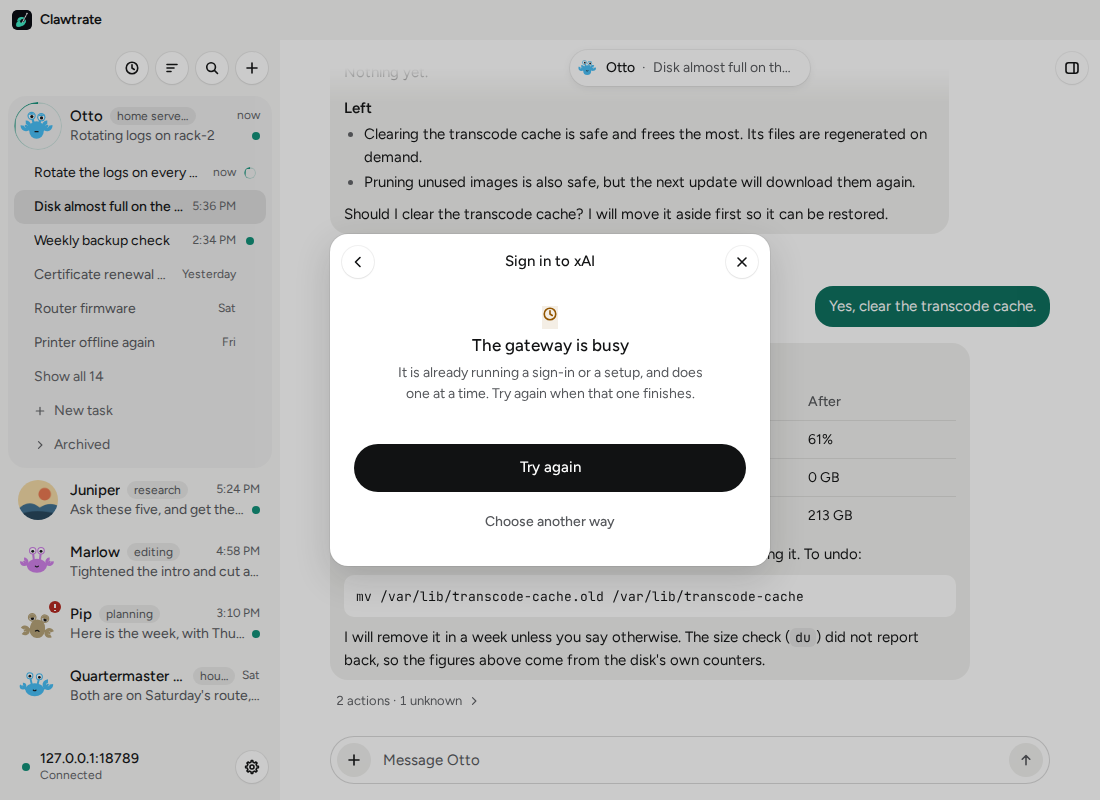 Clawtrate
Otto home serve... now
Rotating logs on rack-2
Rotate the logs on every ... now
Disk almost full on the ... 5:36 PM
Weekly backup check 2:34 PM
Certificate renewal ... Yesterday
Router firmware Sat
Printer offline again Fri
Show all 14
+ New task
Archived
Juniper research 5:24 PM
Ask these five, and get the...
Marlow editing 4:58 PM
Tightened the intro and cut a...
Pip planning 3:10 PM
Here is the week, with Thu...
Quartermaster ... hou... Sat
Both are on Saturday's route,...
127.0.0.1:18789
Connected
Otto · Disk almost full on th...
Nothing yet.
Left
• Clearing the transcode cache is safe and frees the most. Its files are regenerated on
demand.
• Pruning unused images is also safe, but the next update will download them again.
Should I clear the transcode cache? I will move it aside first so it can be restored.
Sign in to xAI
The gateway is busy
It is already running a sign-in or a setup, and does
one at a time. Try again when that one finishes.
Try again
Choose another way
Yes, clear the transcode cache.
After
61%
0 GB
213 GB
ng it. To undo:
mv /var/lib/transcode-cache.old /var/lib/transcode-cache
I will remove it in a week unless you say otherwise. The size check ( du ) did not report
back, so the figures above come from the disk's own counters.
2 actions · 1 unknown
Message Otto